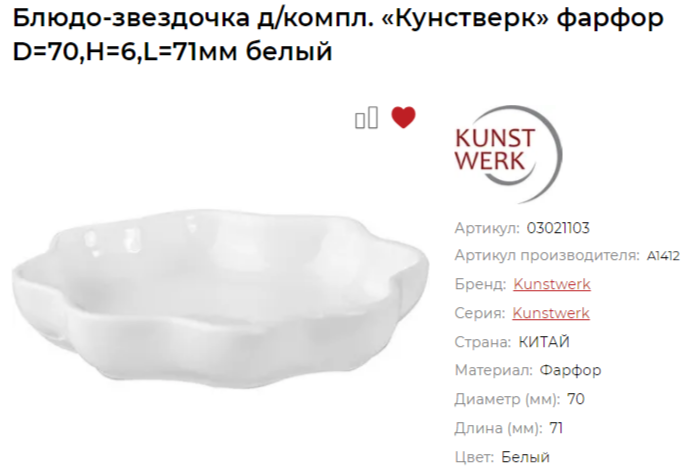 Блюдо-звездочка д/компл. «Кунстверк» фарфор
D=70,H=6,L=71мм белый
KUNST
WERK
Артикул: 03021103
Артикул производителя: A1412
Бренд: Kunstwerk
Серия: Kunstwerk
Страна: КИТАЙ
Материал: Фарфор
Диаметр (мм): 70
Длина (мм): 71
Цвет: Белый